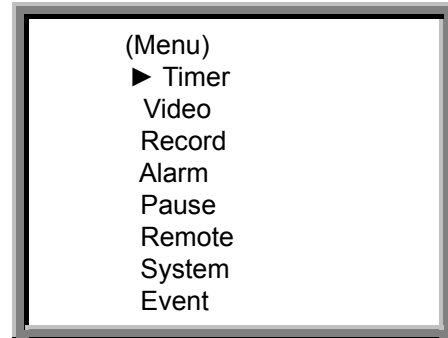 (Menu)
► Timer
Video
Record
Alarm
Pause
Remote
System
Event